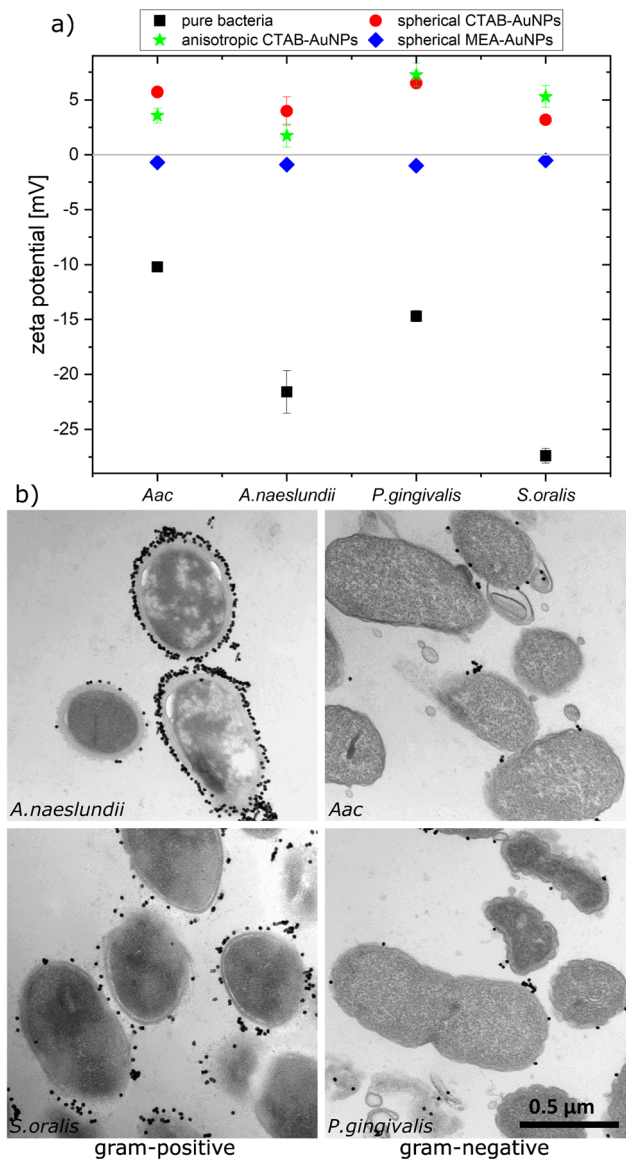 a)
pure bacteria spherical CTAB-AuNPs
anisotropic CTAB-AuNPs spherical MEA-AuNPs
zeta potential [mV]
5
0
-5
-10
-15
-20
-25
Aac A.naeslundii P.gingivalis S.oralis
b)
A.naeslundii Aac
0.5 µm
S.oralis P.gingivalis
gram-positive gram-negative